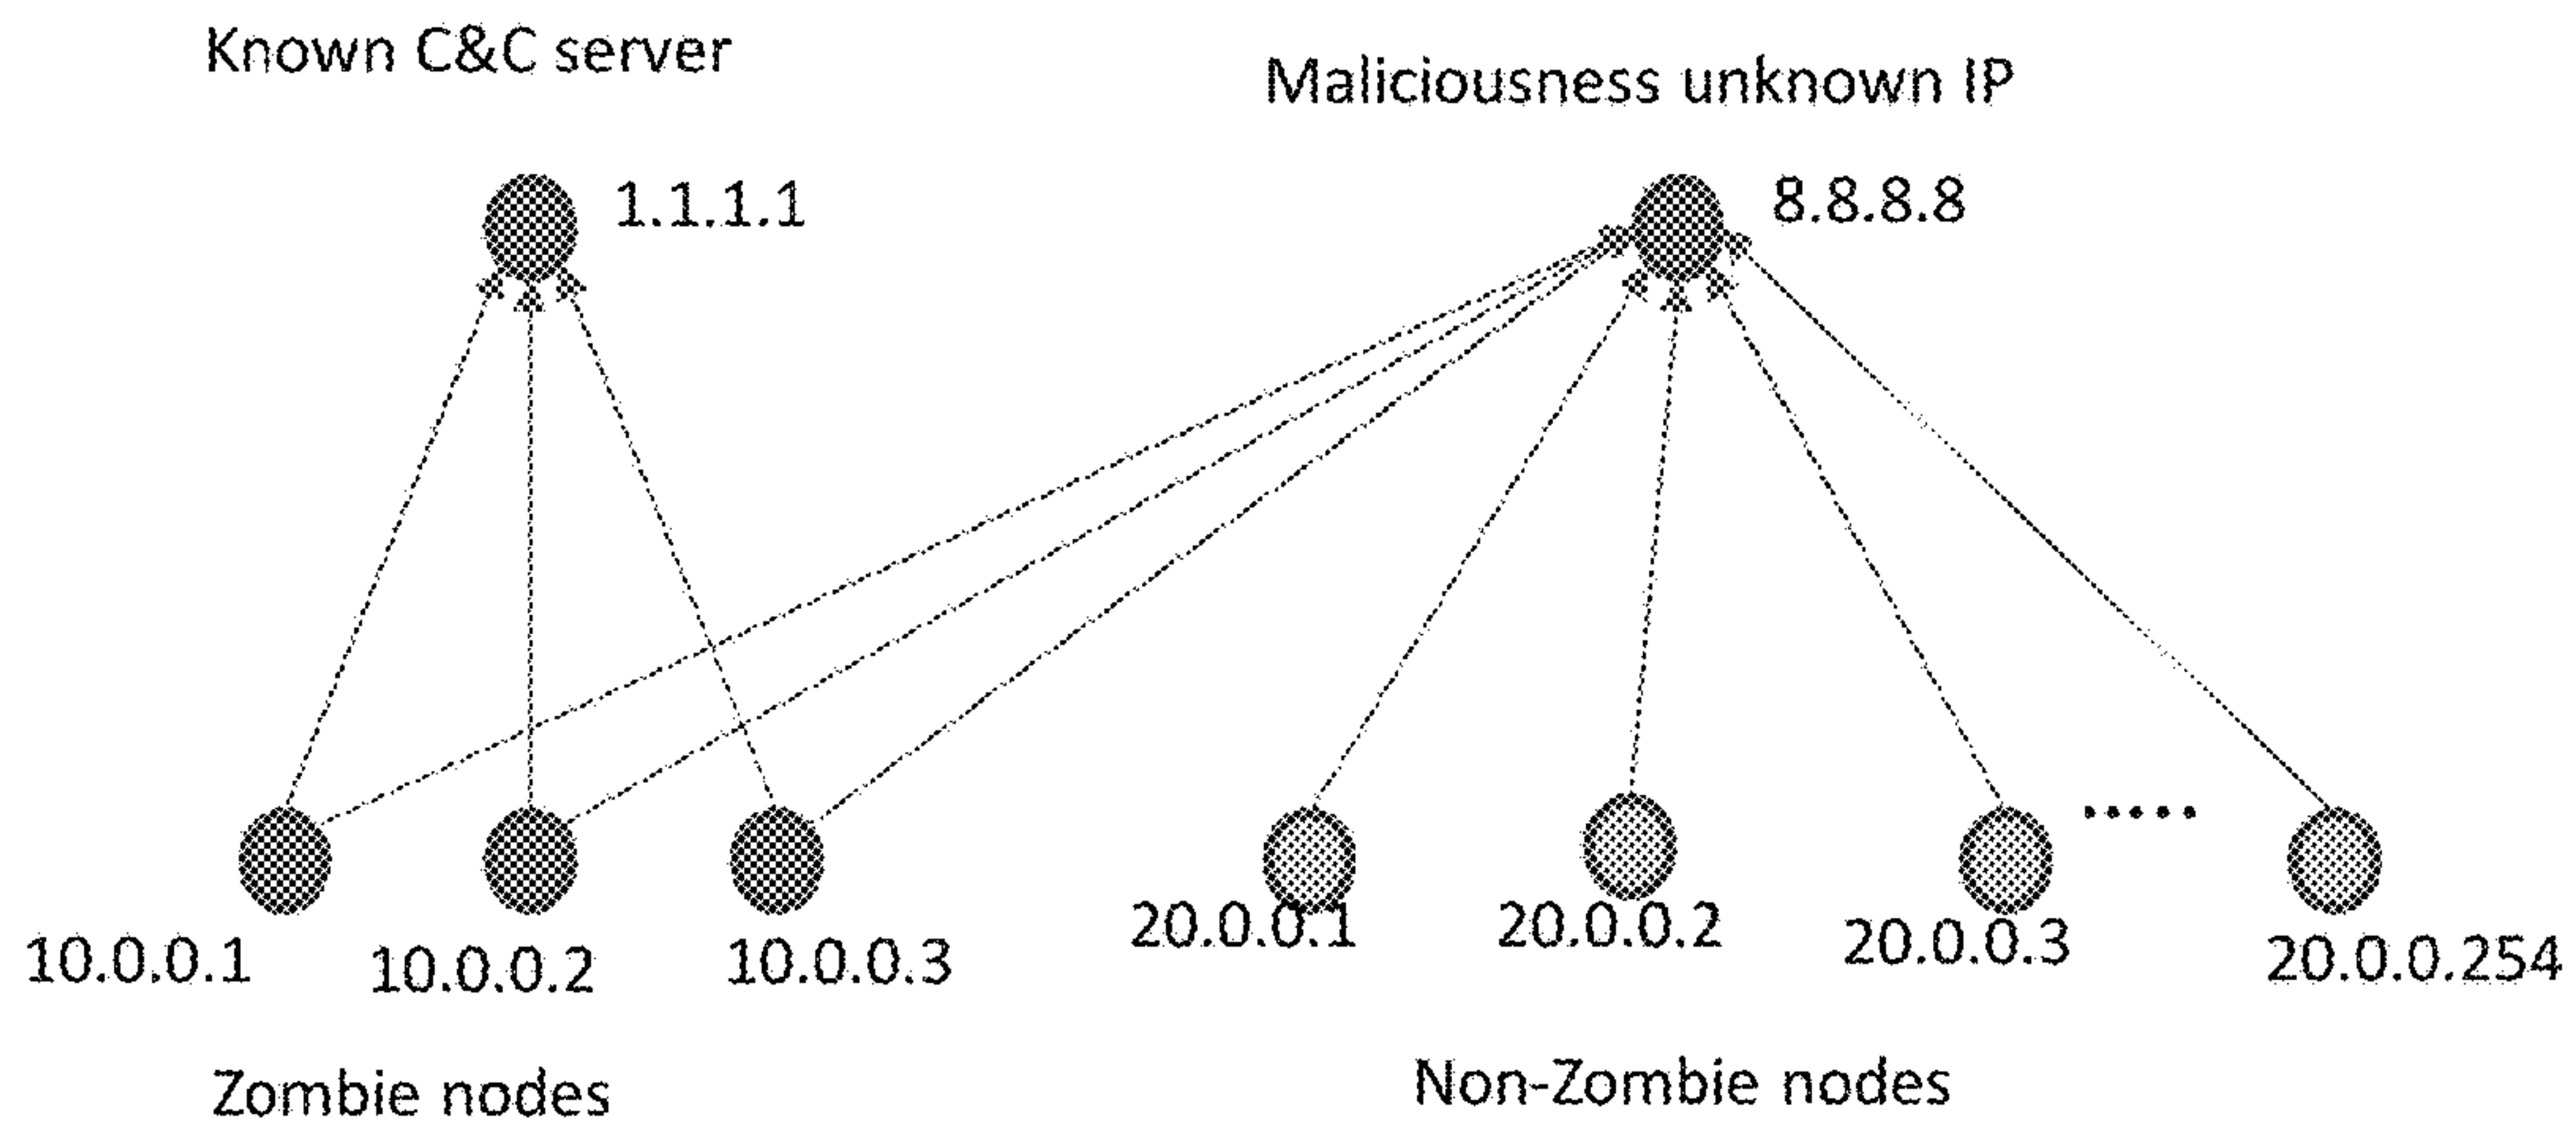 Known C&C server
Maliciousness unknown IP
1.1.1.1
8.8.8.8
10.0.0.1
10.0.0.2
10.0.0.3
20.0.0.1
20.0.0.2
20.0.0.3
.....
20.0.0.254
Zombie nodes
Non-Zombie nodes